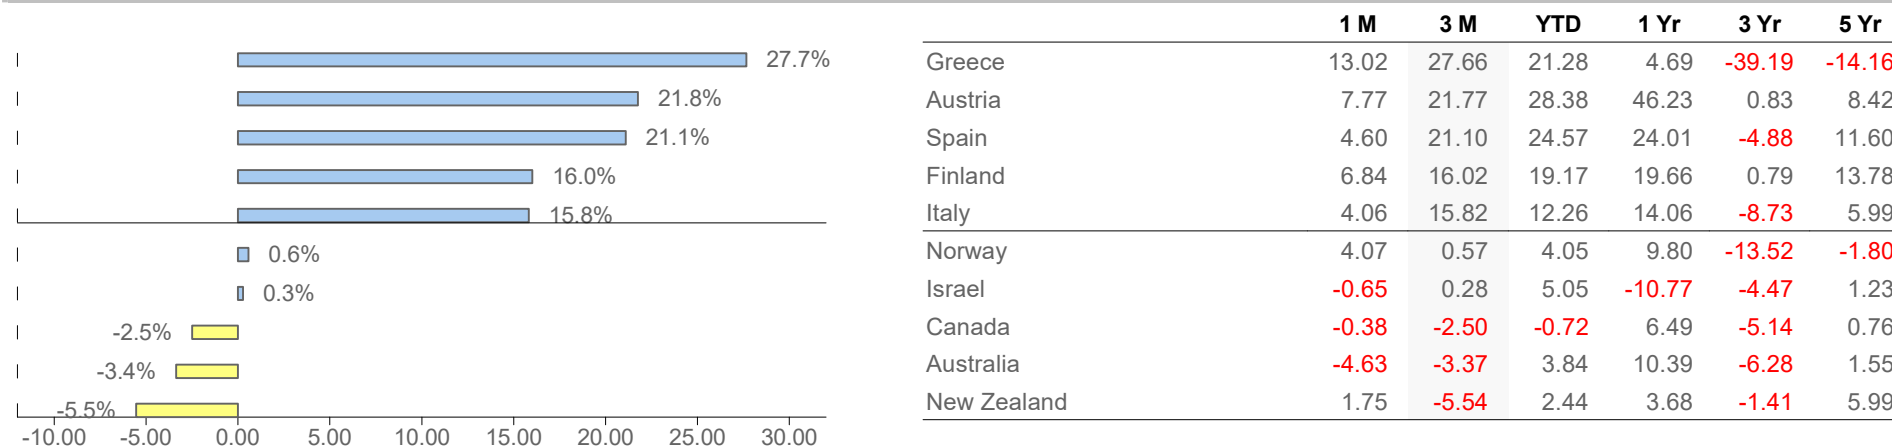 1 M 3 M YTD 1 Yr 3 Yr 5 Yr
27.7% Greece 13.02 27.66 21.28 4.69 -39.19 -14.16
21.8% Austria 7.77 21.77 28.38 46.23 0.83 8.42
21.1% Spain 4.60 21.10 24.57 24.01 -4.88 11.60
16.0% Finland 6.84 16.02 19.17 19.66 0.79 13.78
15.8% Italy 4.06 15.82 12.26 14.06 -8.73 5.99
0.6% Norway 4.07 0.57 4.05 9.80 -13.52 -1.80
0.3% Israel -0.65 0.28 5.05 -10.77 -4.47 1.23
-2.5% Canada -0.38 -2.50 -0.72 6.49 -5.14 0.76
-3.4% Australia -4.63 -3.37 3.84 10.39 -6.28 1.55
-5.5% New Zealand 1.75 -5.54 2.44 3.68 -1.41 5.99
-10.00 -5.00 0.00 5.00 10.00 15.00 20.00 25.00 30.00